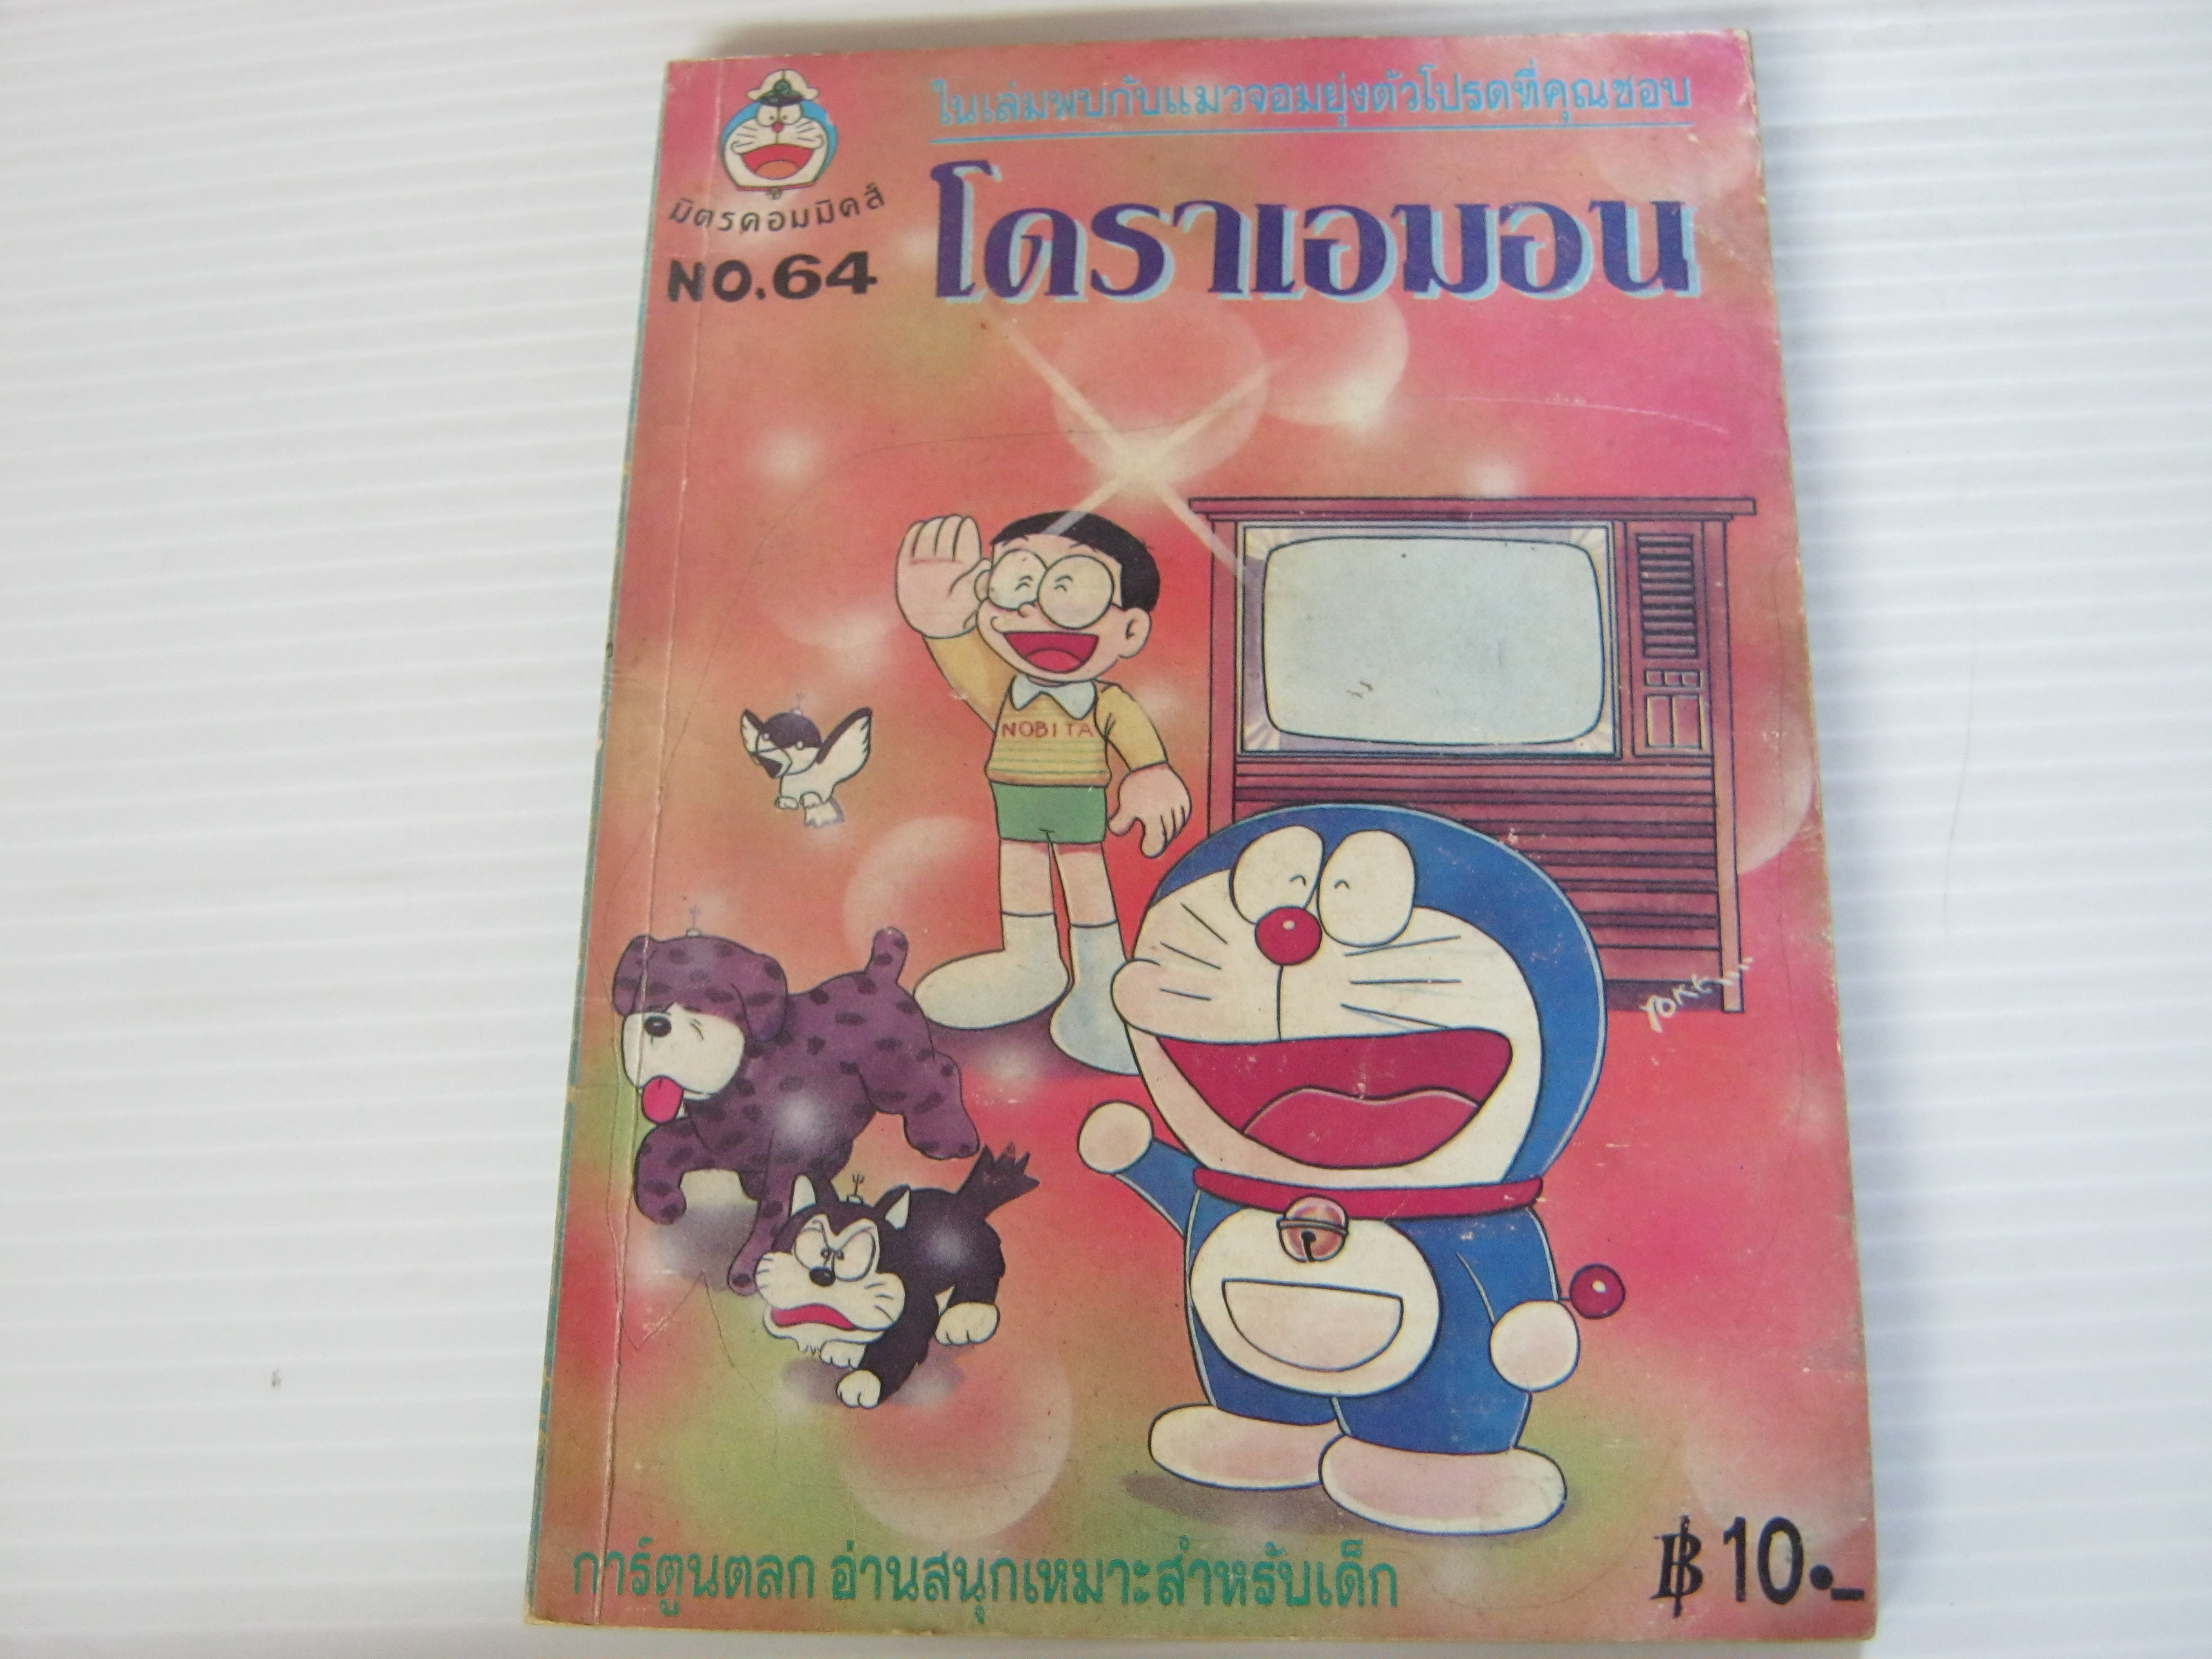 ในเล่มพบกับแมวจอมยุ่งตัวโปรดที่คุณชอบ
มิตรคอมมิคส์
NO.64
โดราเอมอน
NOBITA
การ์ตูนตลก อ่านสนุกเหมาะสำหรับเด็ก
฿ 10.-